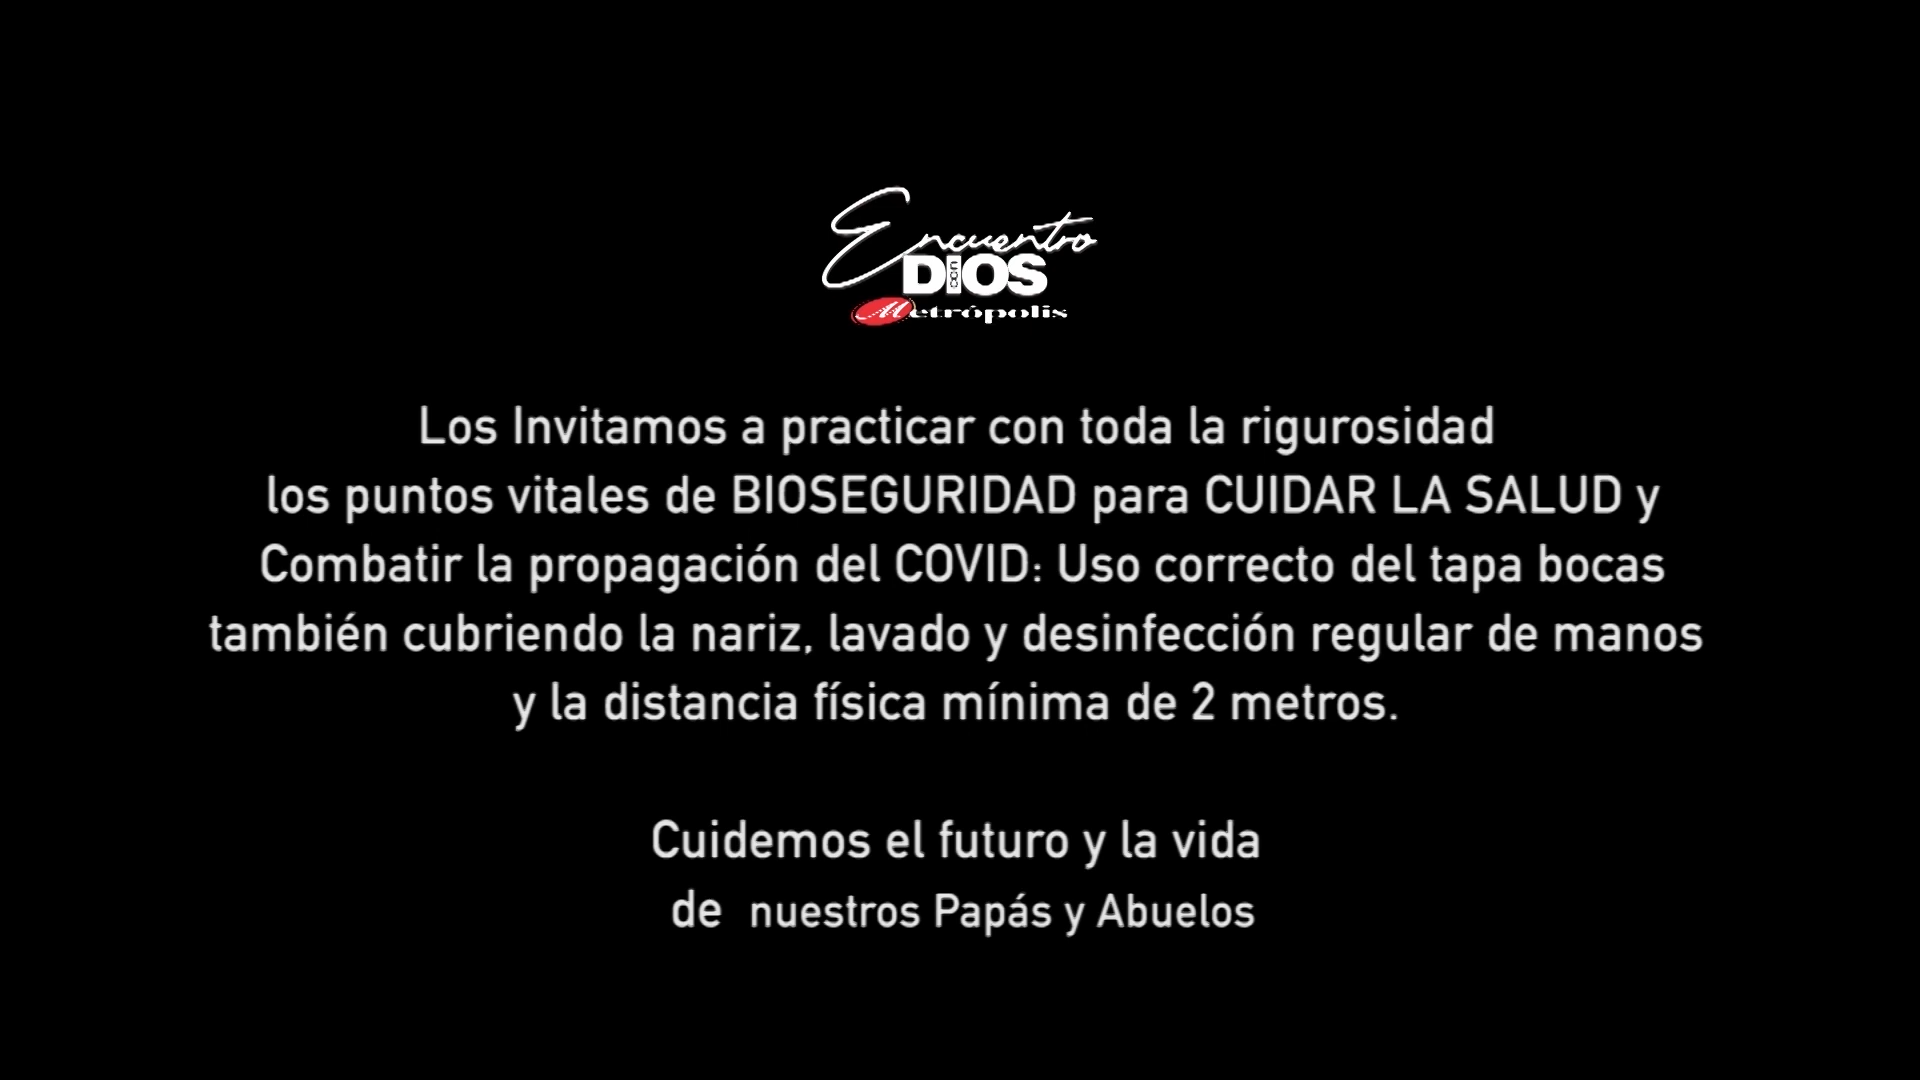 Encuentro
con
DIOS
Metrópolis
Los Invitamos a practicar con toda la rigurosidad
los puntos vitales de BIOSEGURIDAD para CUIDAR LA SALUD y
Combatir la propagación del COVID: Uso correcto del tapa bocas
también cubriendo la nariz, lavado y desinfección regular de manos
y la distancia física mínima de 2 metros.
Cuidemos el futuro y la vida
de nuestros Papás y Abuelos